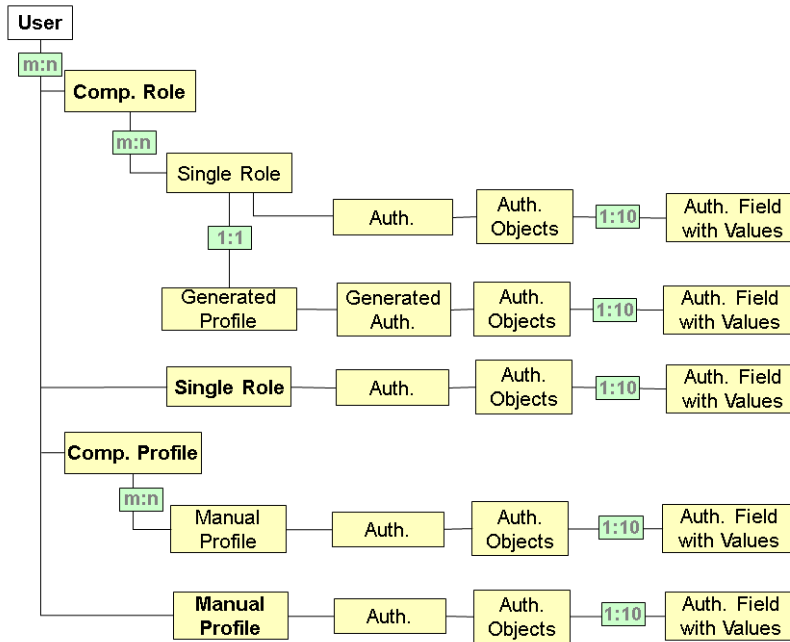 User
m:n
Comp. Role
m:n
Single Role
Auth.
Auth.
Objects
1:10
Auth. Field
with Values
1:1
Generated
Profile
Generated
Auth.
Auth.
Objects
1:10
Auth. Field
with Values
Single Role
Auth.
Auth.
Objects
1:10
Auth. Field
with Values
Comp. Profile
m:n
Manual
Profile
Auth.
Auth.
Objects
1:10
Auth. Field
with Values
Manual
Profile
Auth.
Auth.
Objects
1:10
Auth. Field
with Values